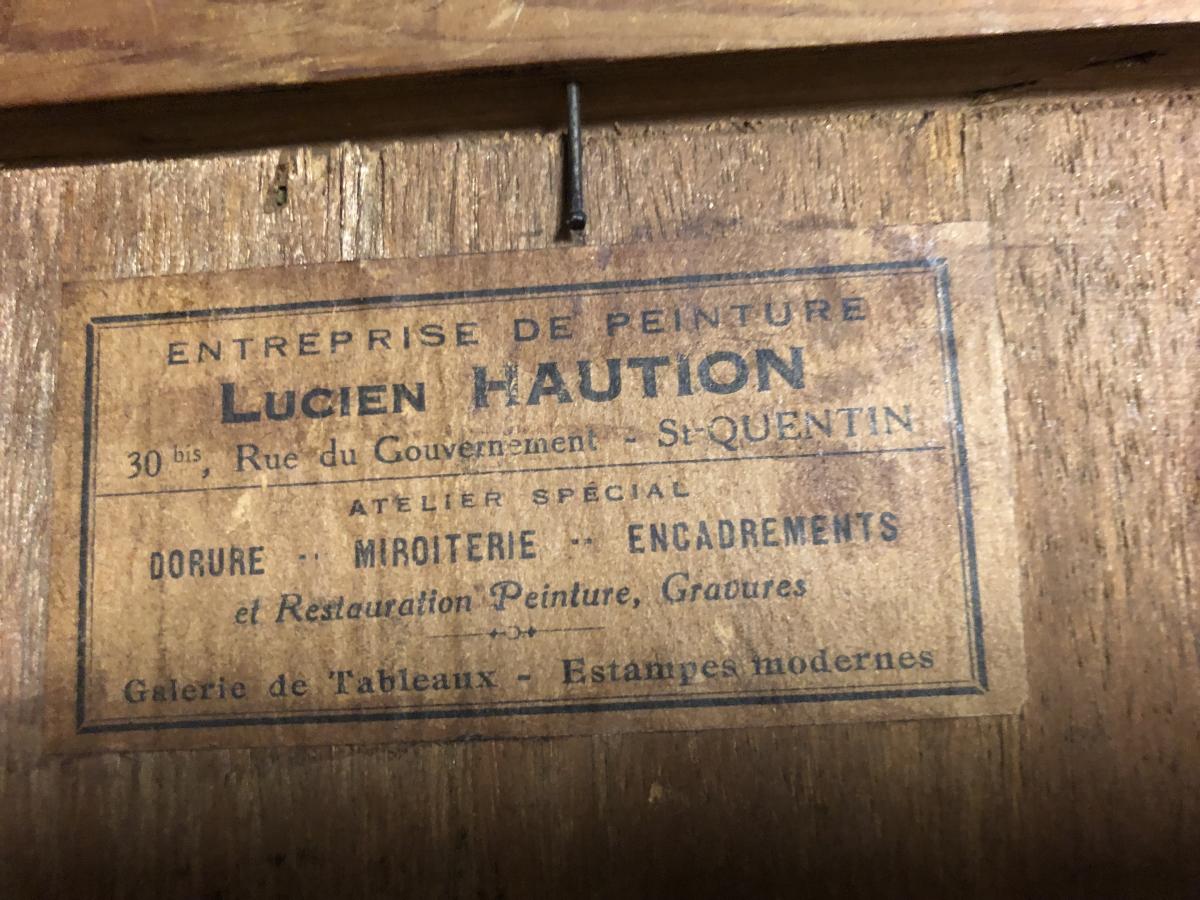 ENTREPRISE DE PEINTURE
LUCIEN HAUTION
30 bis, Rue du Gouvernement - St-QUENTIN
ATELIER SPÉCIAL
DORURE -- MIROITERIE -- ENCADREMENTS
et Restauration Peinture, Gravures
Galerie de Tableaux - Estampes modernes